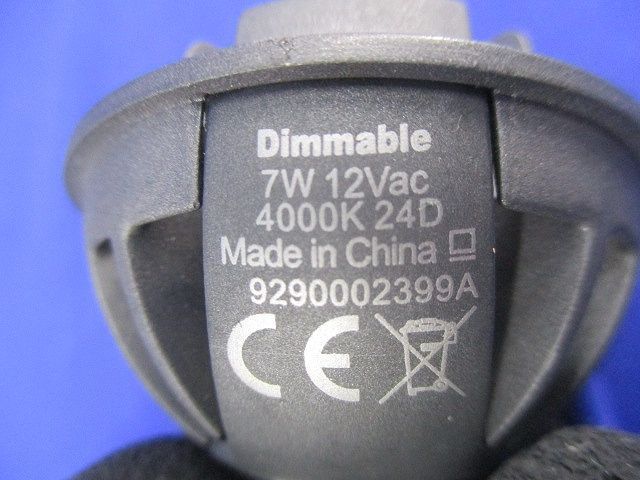 Dimmable
7W 12Vac
4000K 24D
Made in China
9290002399A
CE